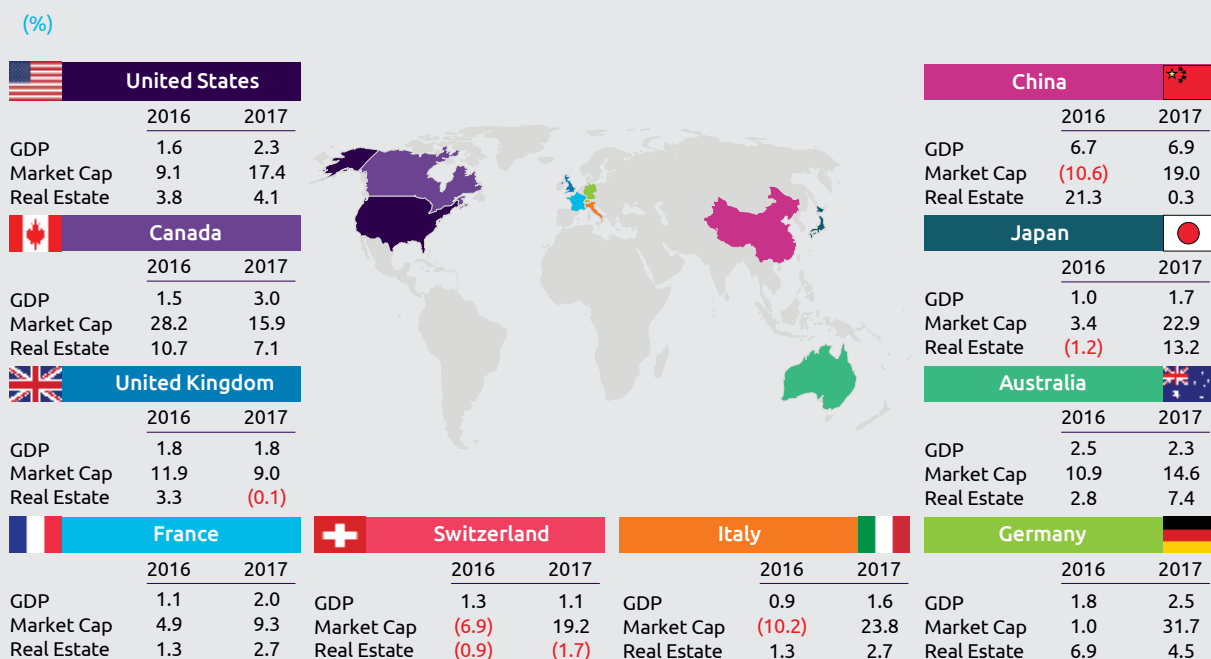 (%)
United States
2016 2017
GDP 1.6 2.3
Market Cap 9.1 17.4
Real Estate 3.8 4.1
Canada
2016 2017
GDP 1.5 3.0
Market Cap 28.2 15.9
Real Estate 10.7 7.1
United Kingdom
2016 2017
GDP 1.8 1.8
Market Cap 11.9 9.0
Real Estate 3.3 (0.1)
France
2016 2017
GDP 1.1 2.0
Market Cap 4.9 9.3
Real Estate 1.3 2.7
Switzerland
2016 2017
GDP 1.3 1.1
Market Cap (6.9) 19.2
Real Estate (0.9) (1.7)
Italy
2016 2017
GDP 0.9 1.6
Market Cap (10.2) 23.8
Real Estate 1.3 2.7
China
2016 2017
GDP 6.7 6.9
Market Cap (10.6) 19.0
Real Estate 21.3 0.3
Japan
2016 2017
GDP 1.0 1.7
Market Cap 3.4 22.9
Real Estate (1.2) 13.2
Australia
2016 2017
GDP 2.5 2.3
Market Cap 10.9 14.6
Real Estate 2.8 7.4
Germany
2016 2017
GDP 1.8 2.5
Market Cap 1.0 31.7
Real Estate 6.9 4.5